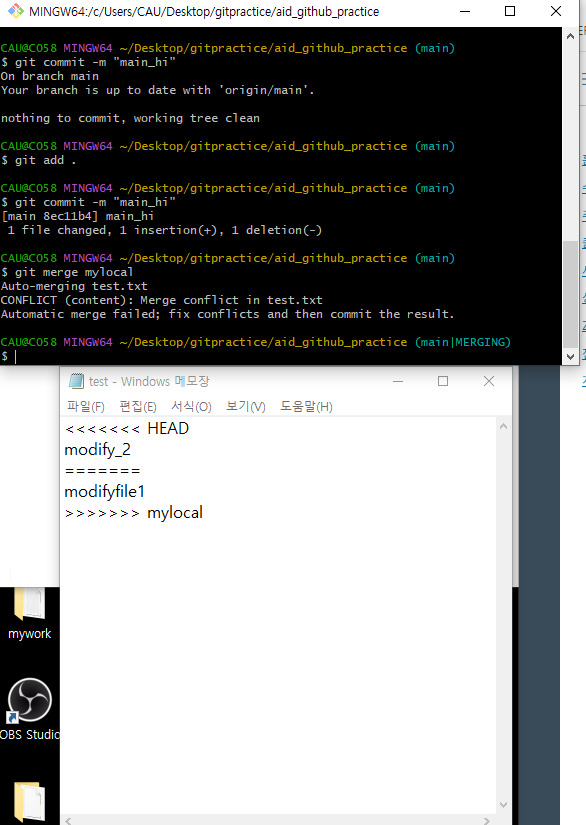 MINGW64:/c/Users/CAU/Desktop/gitpractice/aid_github_practice
CAU@CO58 MINGW64 ~/Desktop/gitpractice/aid_github_practice (main)
$ git commit -m "main_hi"
On branch main
Your branch is up to date with 'origin/main'.
nothing to commit, working tree clean
CAU@CO58 MINGW64 ~/Desktop/gitpractice/aid_github_practice (main)
$ git add .
CAU@CO58 MINGW64 ~/Desktop/gitpractice/aid_github_practice (main)
$ git commit -m "main_hi"
[main 8ec11b4] main_hi
1 file changed, 1 insertion(+), 1 deletion(-)
CAU@CO58 MINGW64 ~/Desktop/gitpractice/aid_github_practice (main)
$ git merge mylocal
Auto-merging test.txt
CONFLICT (content): Merge conflict in test.txt
Automatic merge failed; fix conflicts and then commit the result.
CAU@CO58 MINGW64 ~/Desktop/gitpractice/aid_github_practice (main|MERGING)
$
test - Windows 메모장
파일(F) 편집(E) 서식(O) 보기(V) 도움말(H)
<<<<<<< HEAD
modify_2
=======
modifyfile1
>>>>>>> mylocal
mywork
OBS Studio